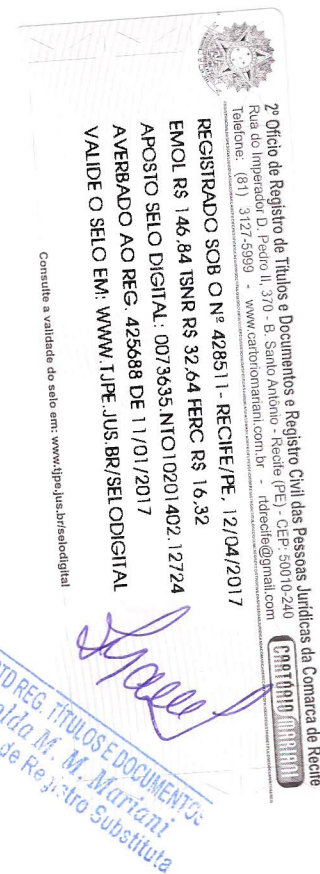 2º Ofício de Registro de Títulos e Documentos e Registro Civil das Pessoas Jurídicas da Comarca de Recife
Rua do Imperador D. Pedro II, 370 - B. Santo Antônio - Recife (PE) - CEP: 50010-240
Telefone: (81) 3127-5999 - www.cartoriomariani.com.br - rtdrecife@gmail.com
CARTÓRIO MARIANI
REGISTRADO SOB O Nº 428511- RECIFE/PE, 12/04/2017
EMOL R$ 146,84 TSNR R$ 32,64 FERC R$ 16,32
APOSTO SELO DIGITAL: 0073635.NTO10201402.12724
AVERBADO AO REG. 425688 DE 11/01/2017
VALIDE O SELO EM: WWW.TJPE.JUS.BR/SELODIGITAL
Consulte a validade do selo em: www.tjpe.jus.br/selodigital
REG. TÍTULOS E DOCUMENTOS
M. M. Mariani
de Registro Substituta